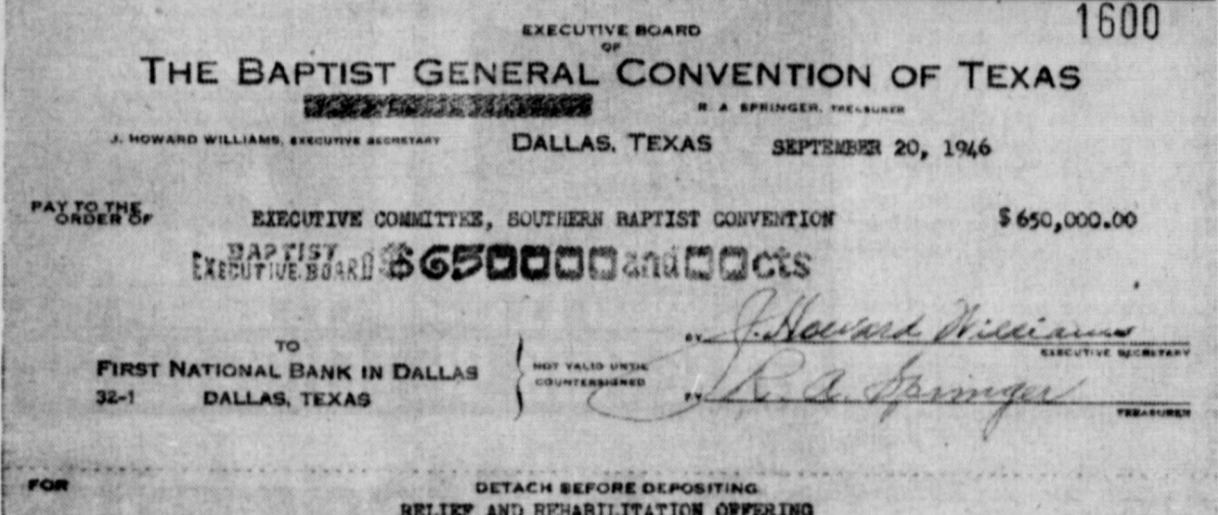 1600
EXECUTIVE BOARD
OF
THE BAPTIST GENERAL CONVENTION OF TEXAS
R. A. SPRINGER, TREASURER
J. HOWARD WILLIAMS, EXECUTIVE SECRETARY DALLAS, TEXAS SEPTEMBER 20, 1946
PAY TO THE
ORDER OF EXECUTIVE COMMITTEE, SOUTHERN BAPTIST CONVENTION $650,000.00
BAPTIST
EXECUTIVE BOARD $650000 and 00 cts
BY J. Howard Williams
EXECUTIVE SECRETARY
TO
FIRST NATIONAL BANK IN DALLAS
32-1 DALLAS, TEXAS
NOT VALID UNTIL
COUNTERSIGNED
BY R. A. Springer
TREASURER
FOR DETACH BEFORE DEPOSITING
RELIEF AND REHABILITATION OFFERING